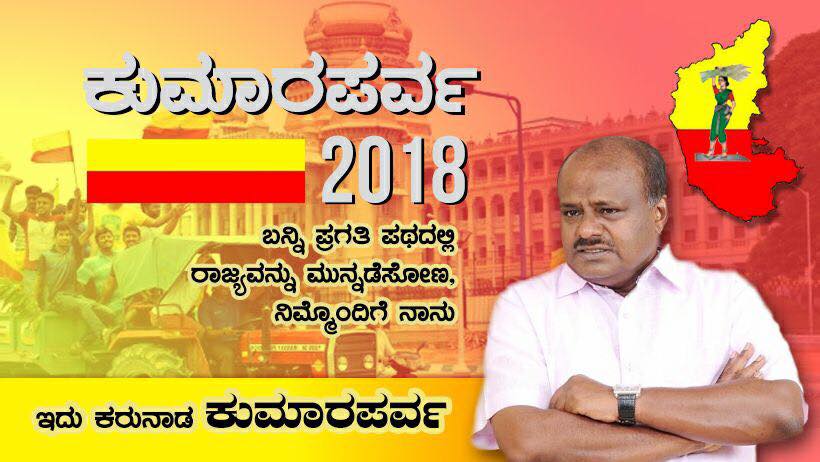 ಕುಮಾರಪರ್ವ
2018
ಬನ್ನಿ ಪ್ರಗತಿ ಪಥದಲ್ಲಿ
ರಾಜ್ಯವನ್ನು ಮುನ್ನಡೆಸೋಣ,
ನಿಮ್ಮೊಂದಿಗೆ ನಾನು
ಇದು ಕರುನಾಡ ಕುಮಾರಪರ್ವ